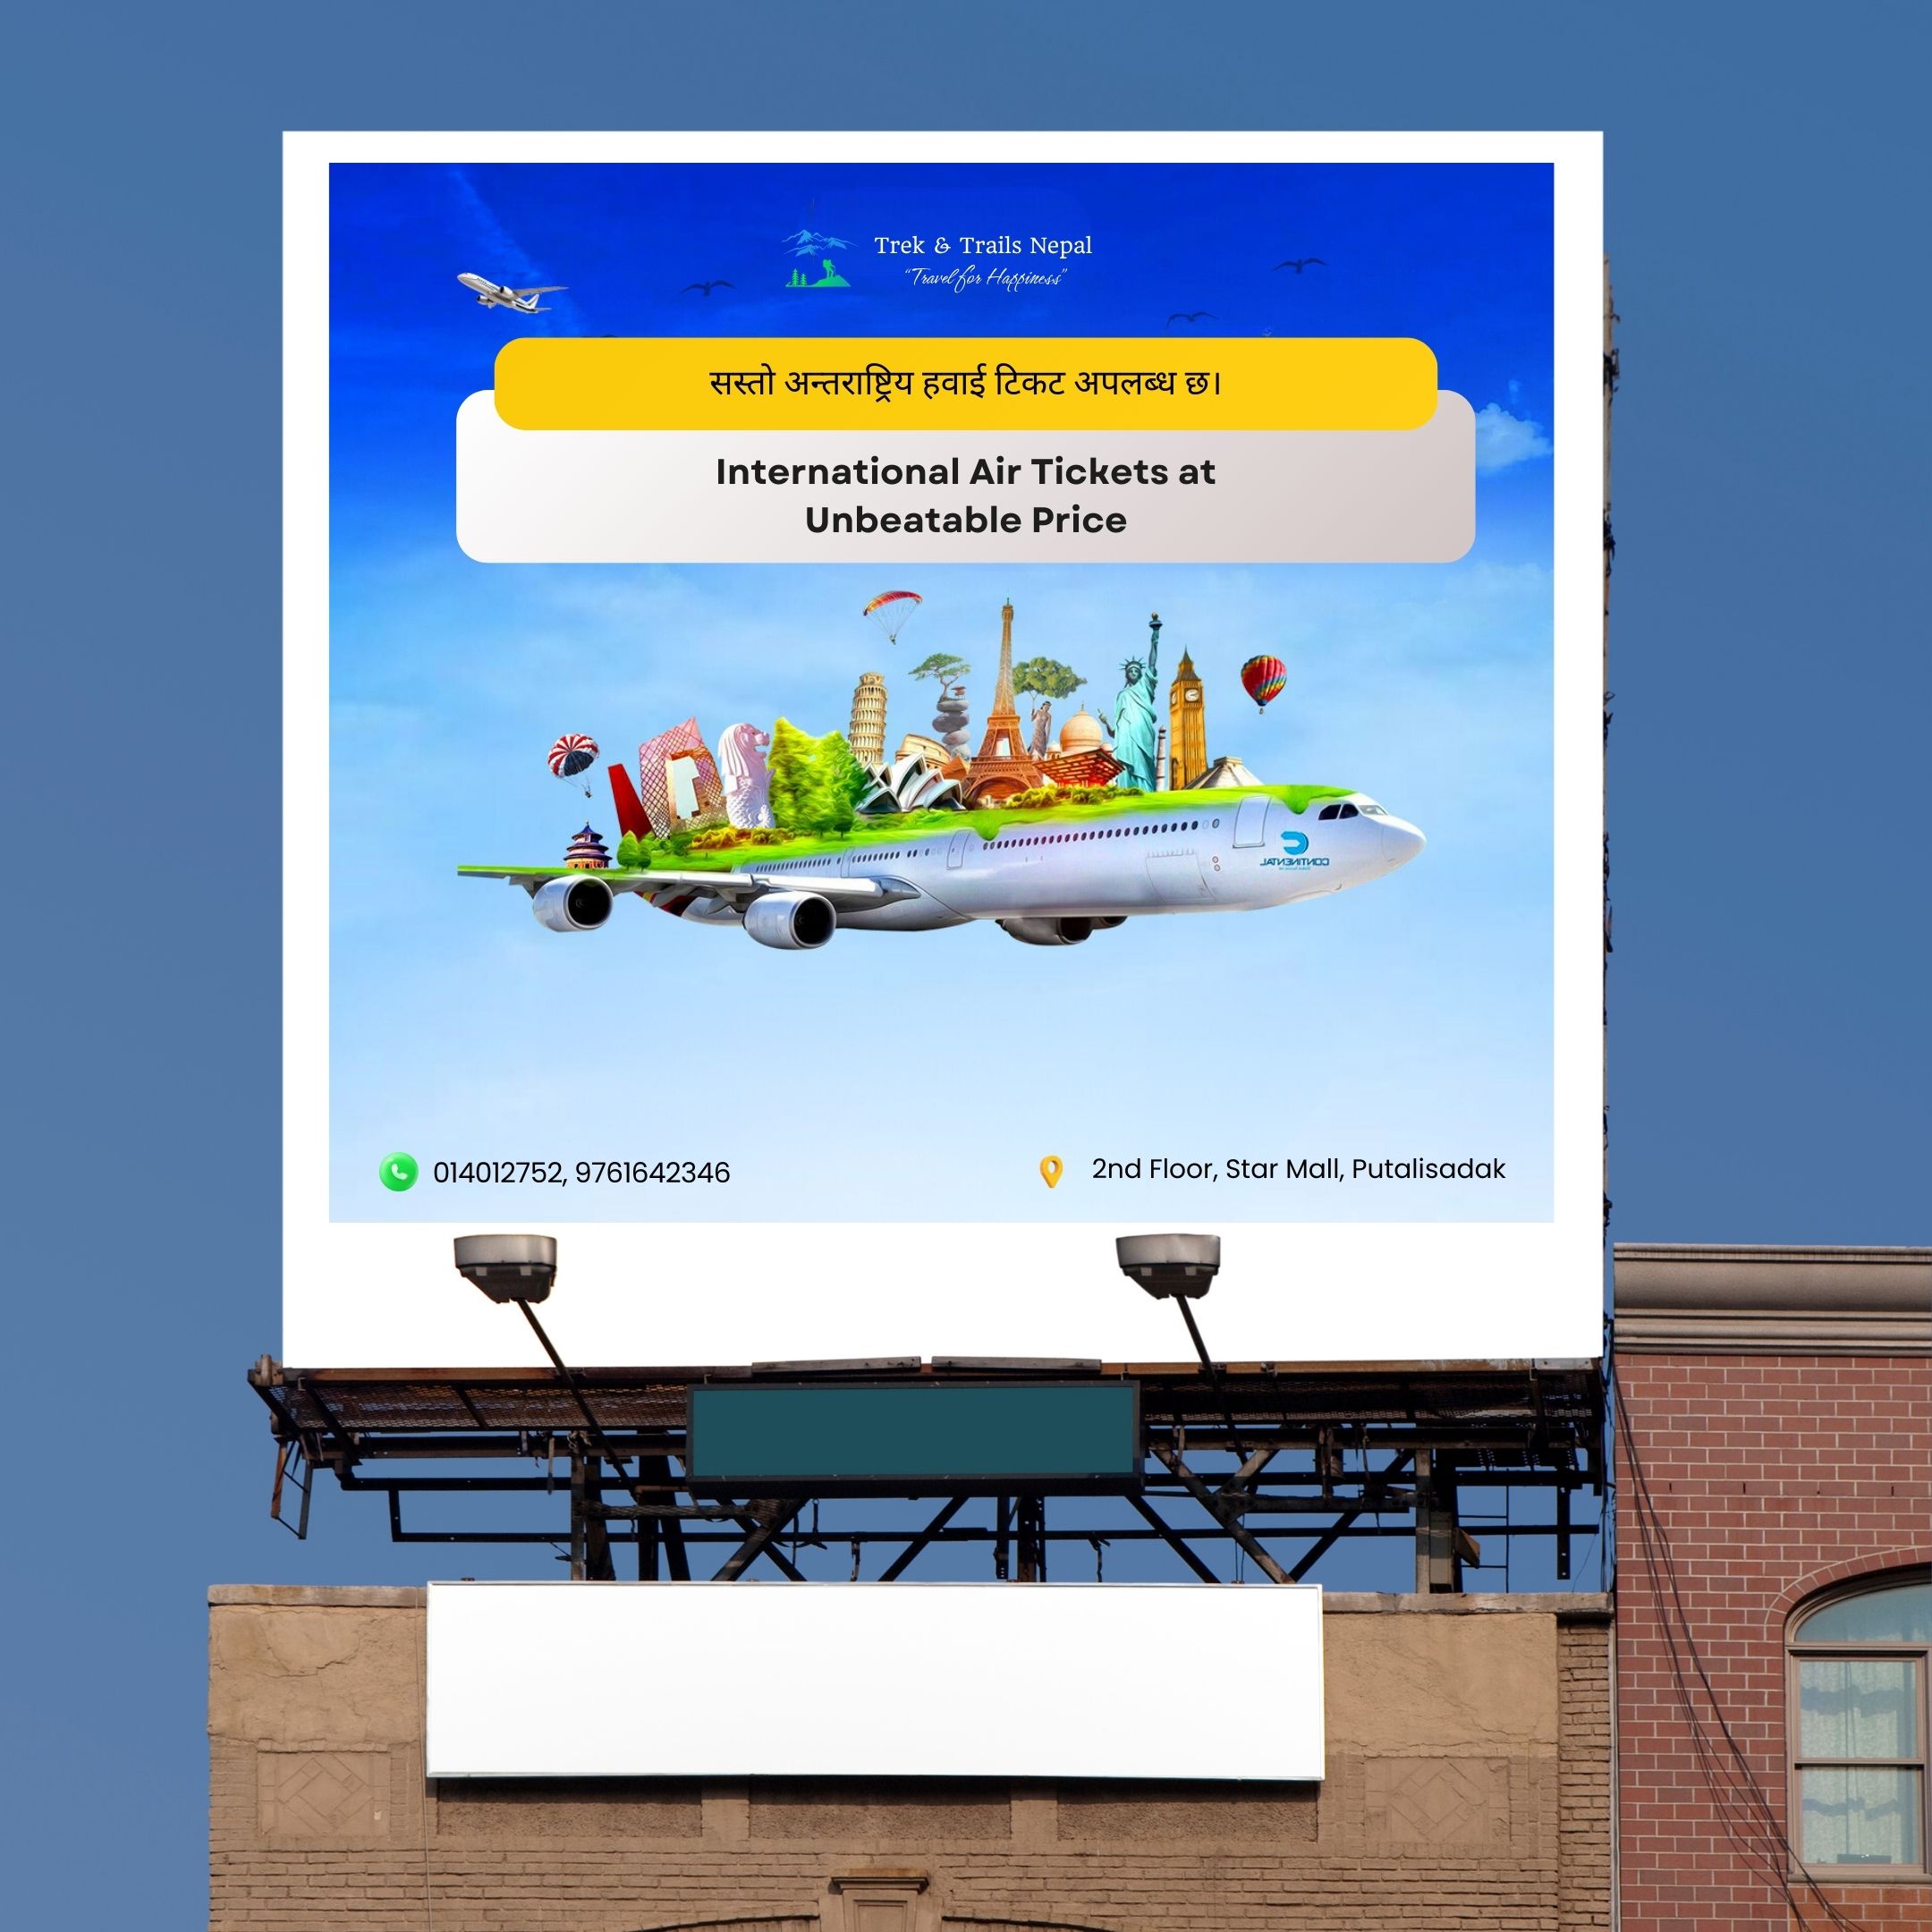 Trek & Trails Nepal
"Travel for Happiness"
सस्तो अन्तराष्ट्रिय हवाई टिकट अपलब्ध छ।
International Air Tickets at
Unbeatable Price
CONTINENTAL
014012752, 9761642346
2nd Floor, Star Mall, Putalisadak